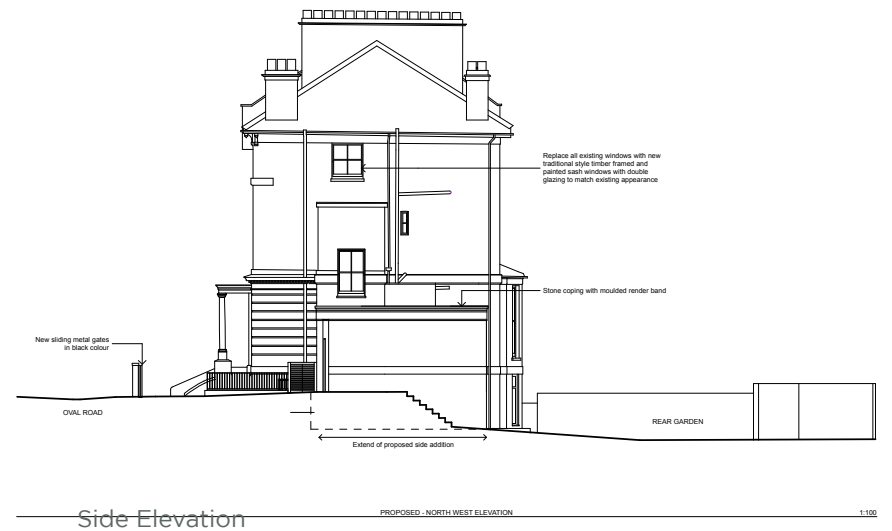 Replace all existing windows with new
traditional style timber framed and
painted sash windows with double
glazing to match existing appearance
Stone coping with moulded render band
New sliding metal gates
in black colour
OVAL ROAD
REAR GARDEN
Extend of proposed side addition
Side Elevation
PROPOSED - NORTH WEST ELEVATION
1:100